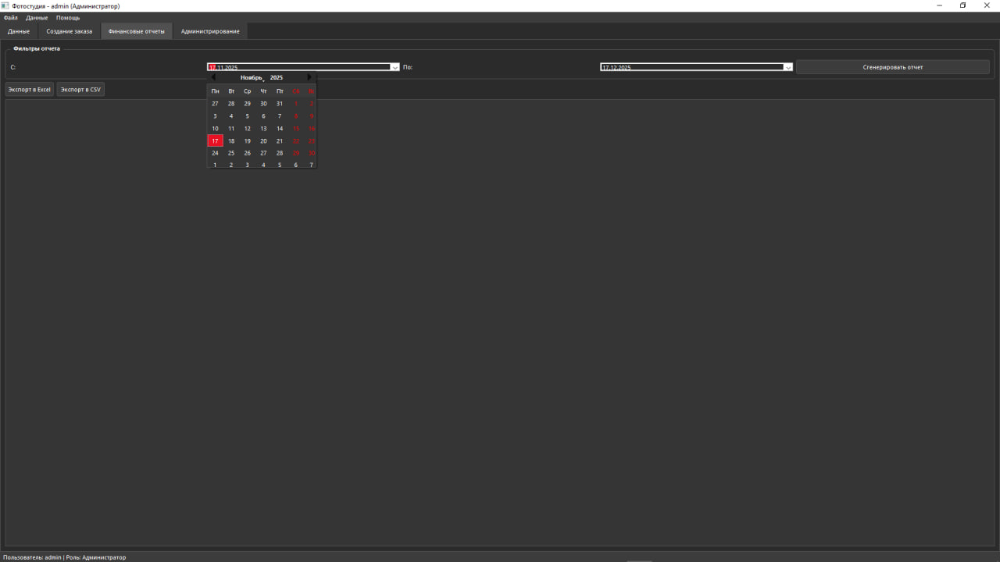 Фотостудия - admin (Администратор)
Файл Данные Помощь
Данные Создание заказа Финансовые отчеты Администрирование
Фильтры отчета
С: 17.11.2025 По: 17.12.2025 Сгенерировать отчет
Ноябрь 2025
Экспорт в Excel Экспорт в CSV
Пн Вт Ср Чт Пт Сб Вс
27 28 29 30 31 1 2
3 4 5 6 7 8 9
10 11 12 13 14 15 16
17 18 19 20 21 22 23
24 25 26 27 28 29 30
1 2 3 4 5 6 7
Пользователь: admin | Роль: Администратор